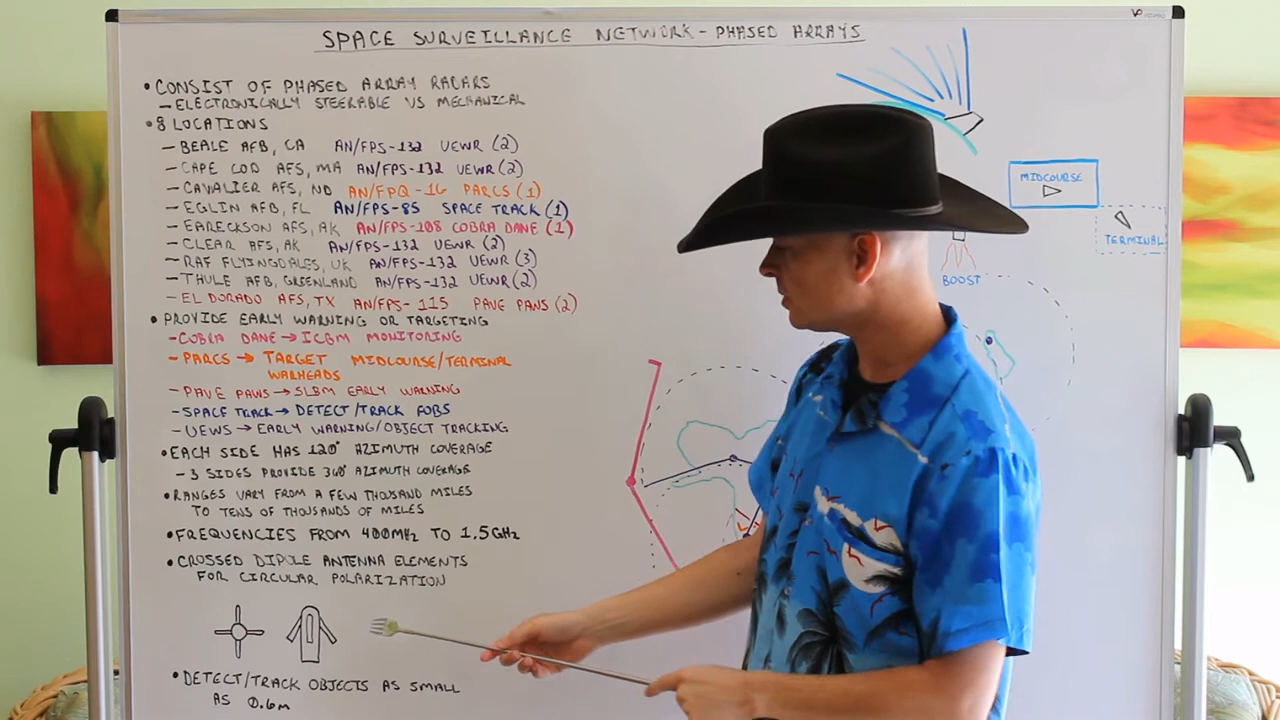 SPACE SURVEILLANCE NETWORK - PHASED ARRAYS
• CONSIST OF PHASED ARRAY RADARS
- ELECTRONICALLY STEERABLE VS MECHANICAL
• 8 LOCATIONS
- BEALE AFB, CA AN/FPS-132 UEWR (2)
- CAPE COD AFS, MA AN/FPS-132 UEWR (2)
- CAVALIER AFS, ND AN/FPQ-16 PARCS (1)
- EGLIN AFB, FL AN/FPS-85 SPACE TRACK (1)
- EARECKSON AFS, AK AN/FPS-108 COBRA DANE (1)
- CLEAR AFS, AK AN/FPS-132 UEWR (2)
- RAF FLYINGDALES, UK AN/FPS-132 UEWR (3)
- THULE AFB, GREENLAND AN/FPS-132 UEWR (2)
- EL DORADO AFS, TX AN/FPS-115 PAVE PAWS (2)
• PROVIDE EARLY WARNING OR TARGETING
- COBRA DANE → ICBM MONITORING
- PARCS → TARGET MIDCOURSE/TERMINAL
WARHEADS
- PAVE PAWS → SLBM EARLY WARNING
- SPACE TRACK → DETECT/TRACK FOBS
- UEWS → EARLY WARNING/OBJECT TRACKING
• EACH SIDE HAS 120° AZIMUTH COVERAGE
- 3 SIDES PROVIDE 360° AZIMUTH COVERAGE
• RANGES VARY FROM A FEW THOUSAND MILES
TO TENS OF THOUSANDS OF MILES
• FREQUENCIES FROM 400MHz TO 1.5GHz
• CROSSED DIPOLE ANTENNA ELEMENTS
FOR CIRCULAR POLARIZATION
• DETECT/TRACK OBJECTS AS SMALL
AS 0.6m
MIDCOURSE
TERMINAL
BOOST